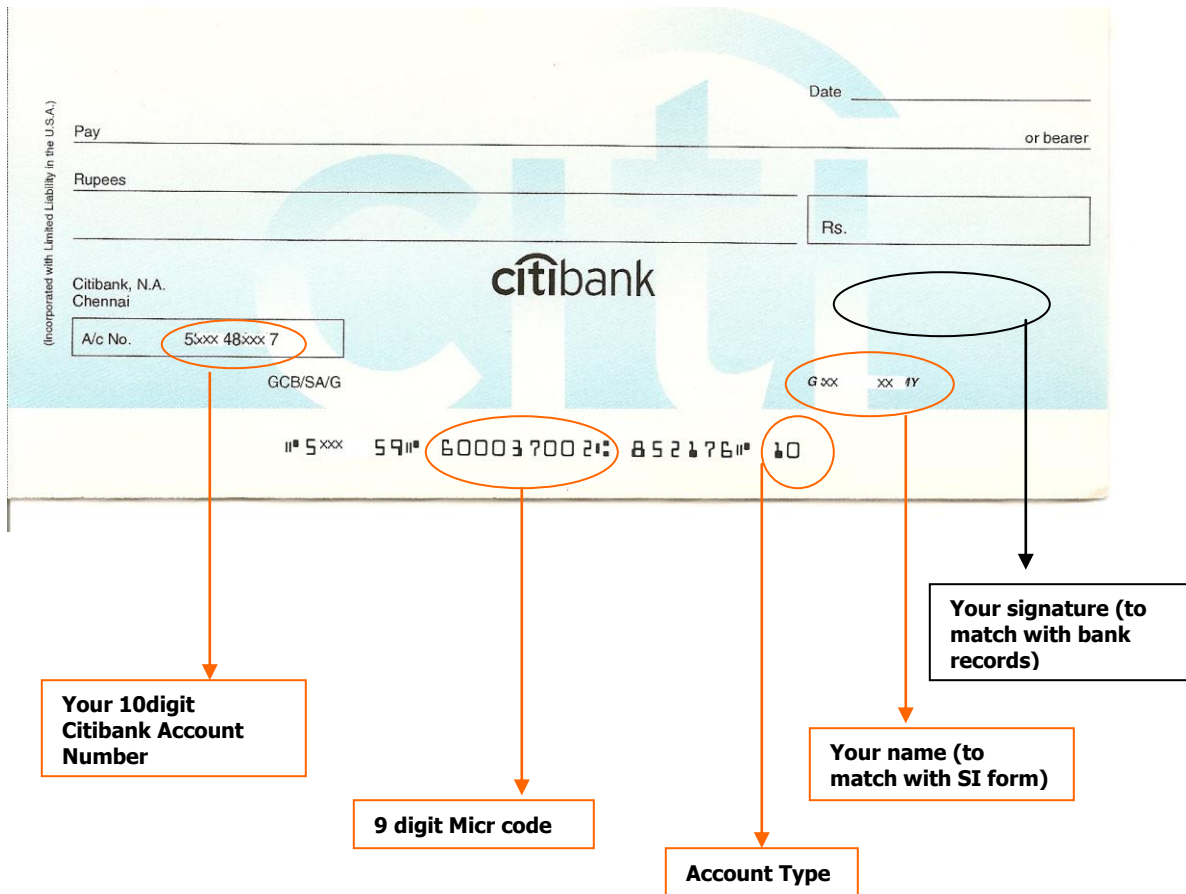 citi
(Incorporated with Limited Liability in the U.S.A.)
Date
Pay
or bearer
Rupees
Rs.
citibank
Citibank, N.A.
Chennai
A/c No. 5xxx 48xxx 7
GCB/SA/G
G xx xx MY
⑈5xxx 59⑈ 600037002⑆ 852176⑈ 10
Your signature (to
match with bank
records)
Your 10digit
Citibank Account
Number
Your name (to
match with SI form)
9 digit Micr code
Account Type